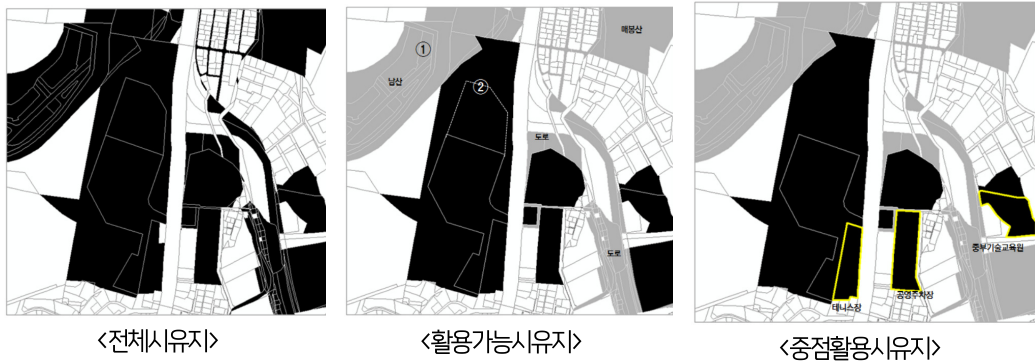 ①
매봉산
남산
②
도로
도로
중부기술교육원
공영주차장
테니스장
<전체시유지>
<활용가능시유지>
<중점활용시유지>